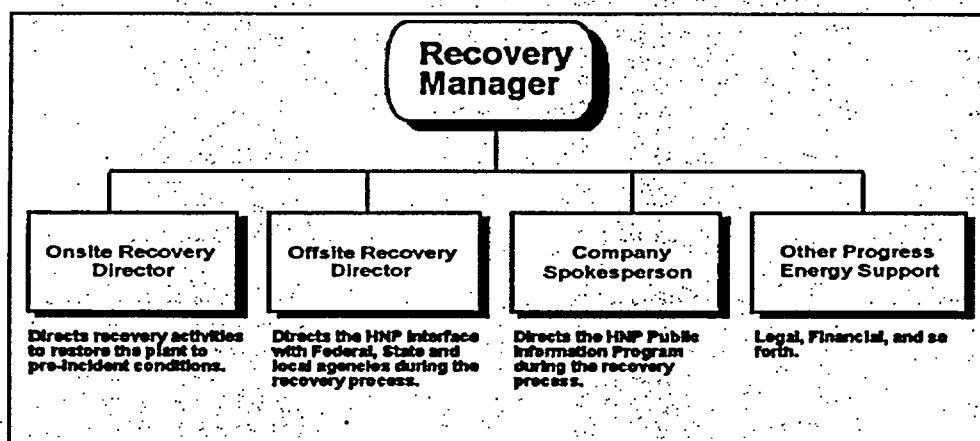 Recovery
Manager
Onsite Recovery
Director
Offsite Recovery
Director
Company
Spokesperson
Other Progress
Energy Support
Directs recovery activities
to restore the plant to
pre-incident conditions.
Directs the HNP Interface
with Federal, State and
local agencies during the
recovery process.
Directs the HNP Public
Information Program
during the recovery
process.
Legal, Financial, and so
forth.